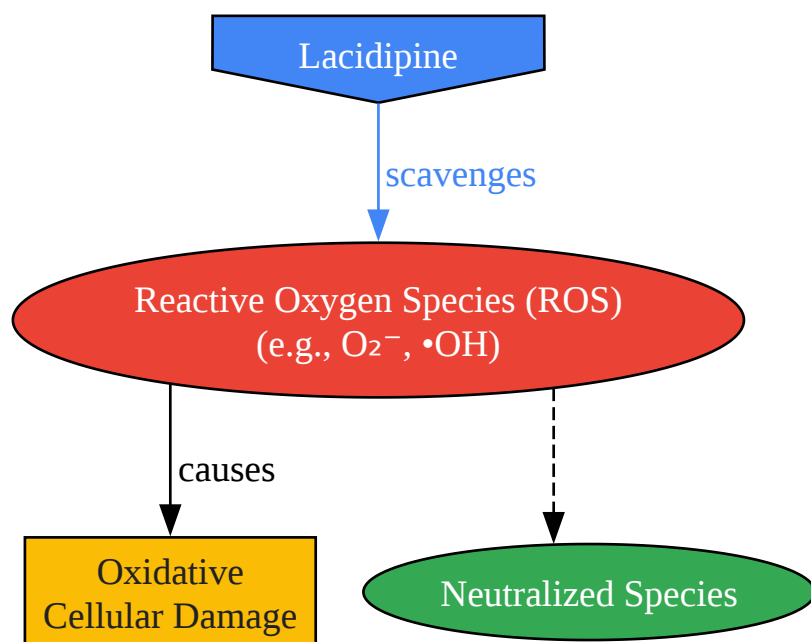 Lacidipine
scavenges
Reactive Oxygen Species (ROS)
(e.g., O₂⁻, •OH)
causes
Oxidative
Cellular Damage
Neutralized Species